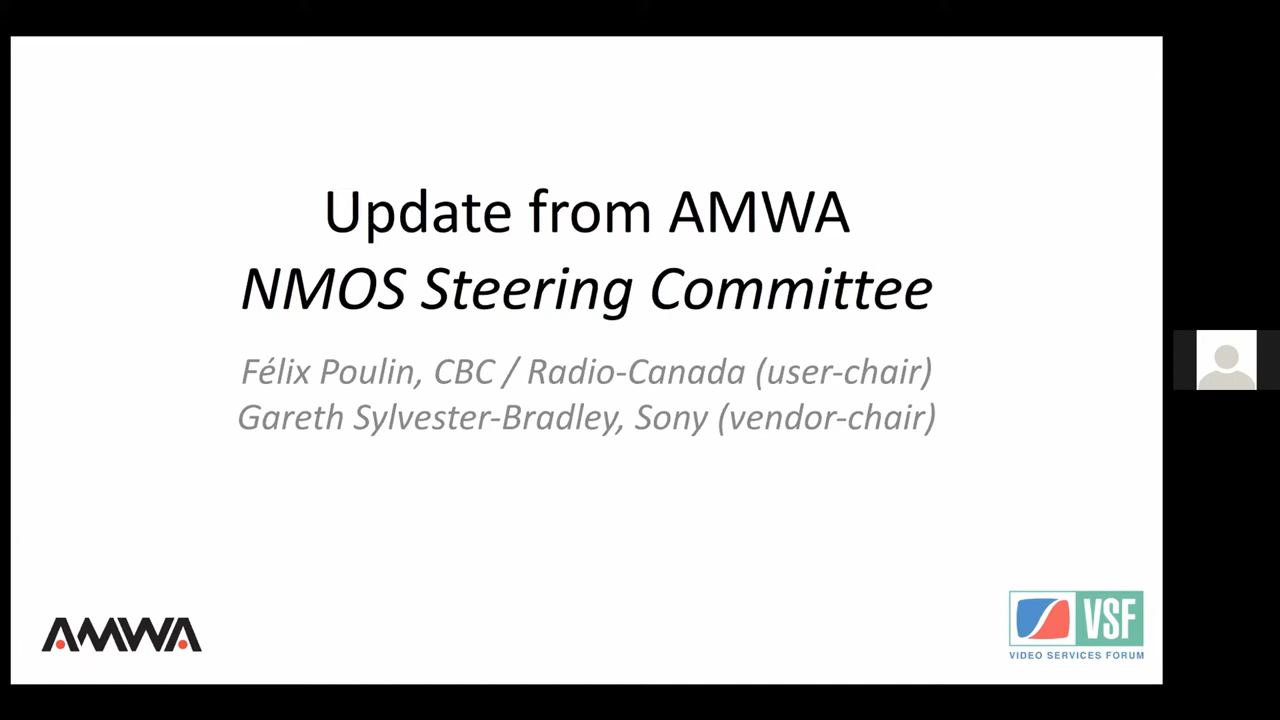 Update from AMWA
NMOS Steering Committee
Félix Poulin, CBC / Radio-Canada (user-chair)
Gareth Sylvester-Bradley, Sony (vendor-chair)
AMWA
VSF
VIDEO SERVICES FORUM